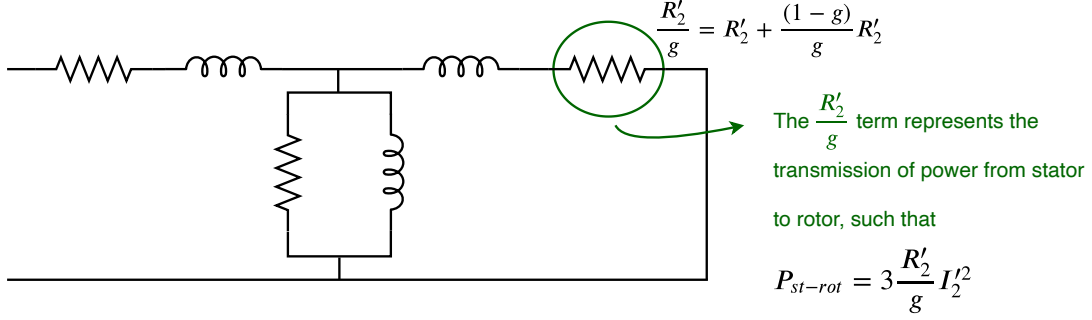 R′₂/g = R′₂ + (1 − g)/g R′₂
The R′₂/g term represents the
transmission of power from stator
to rotor, such that
Pₛₜ₋ᵣₒₜ = 3 R′₂/g I′₂²